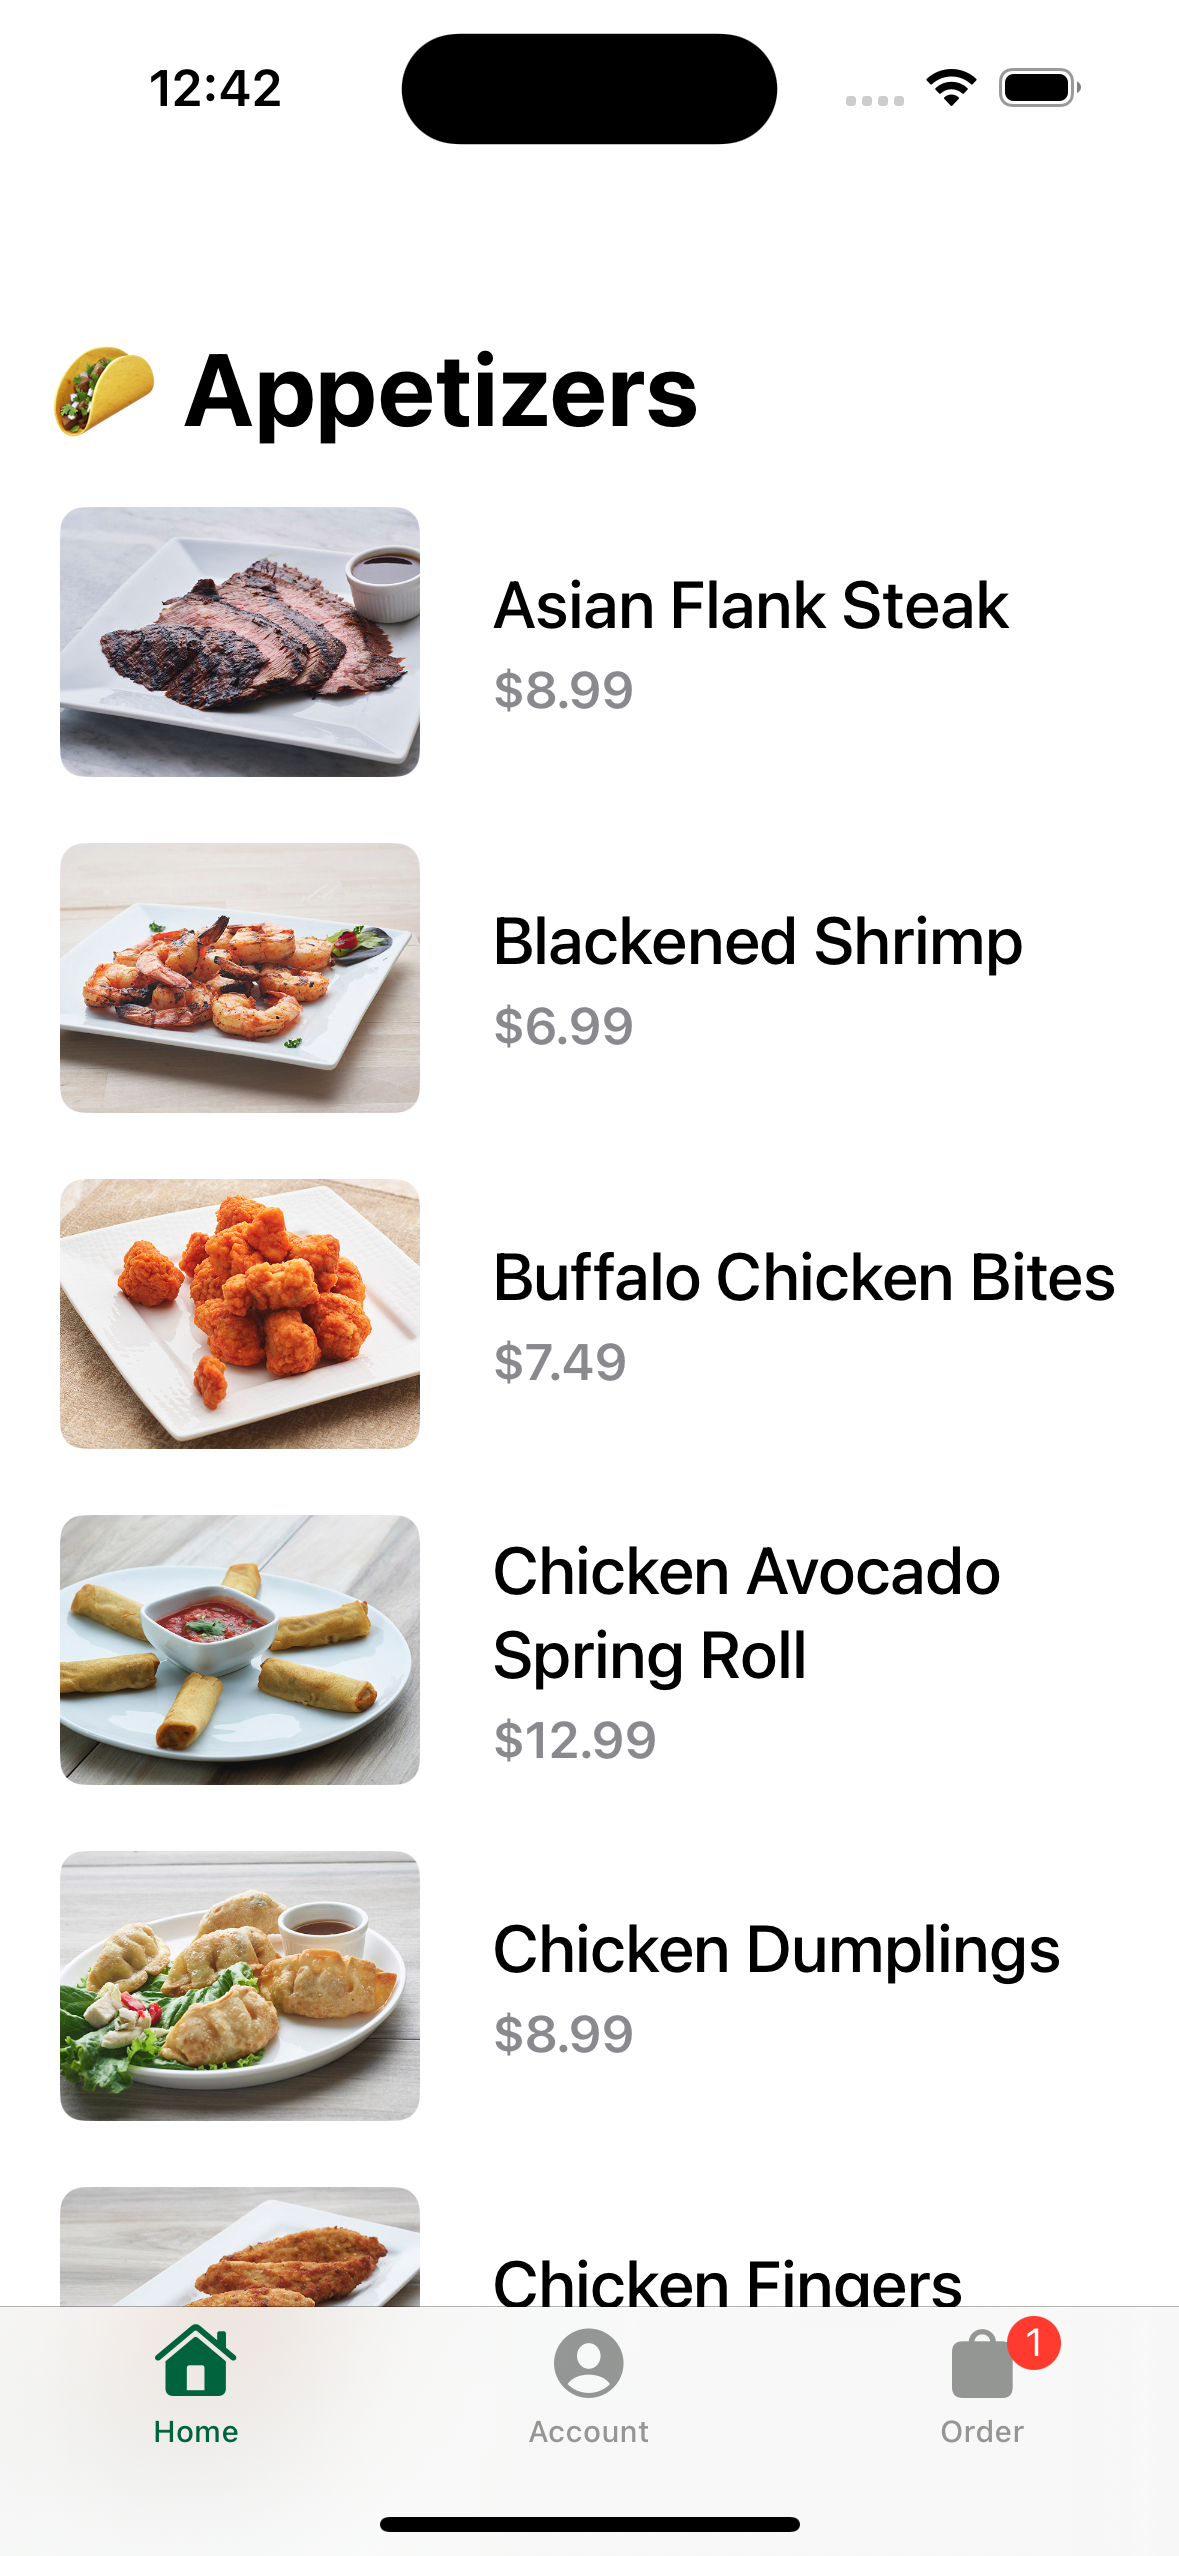 12:42
Appetizers
Asian Flank Steak
$8.99
Blackened Shrimp
$6.99
Buffalo Chicken Bites
$7.49
Chicken Avocado
Spring Roll
$12.99
Chicken Dumplings
$8.99
Chicken Fingers
1
Home
Account
Order